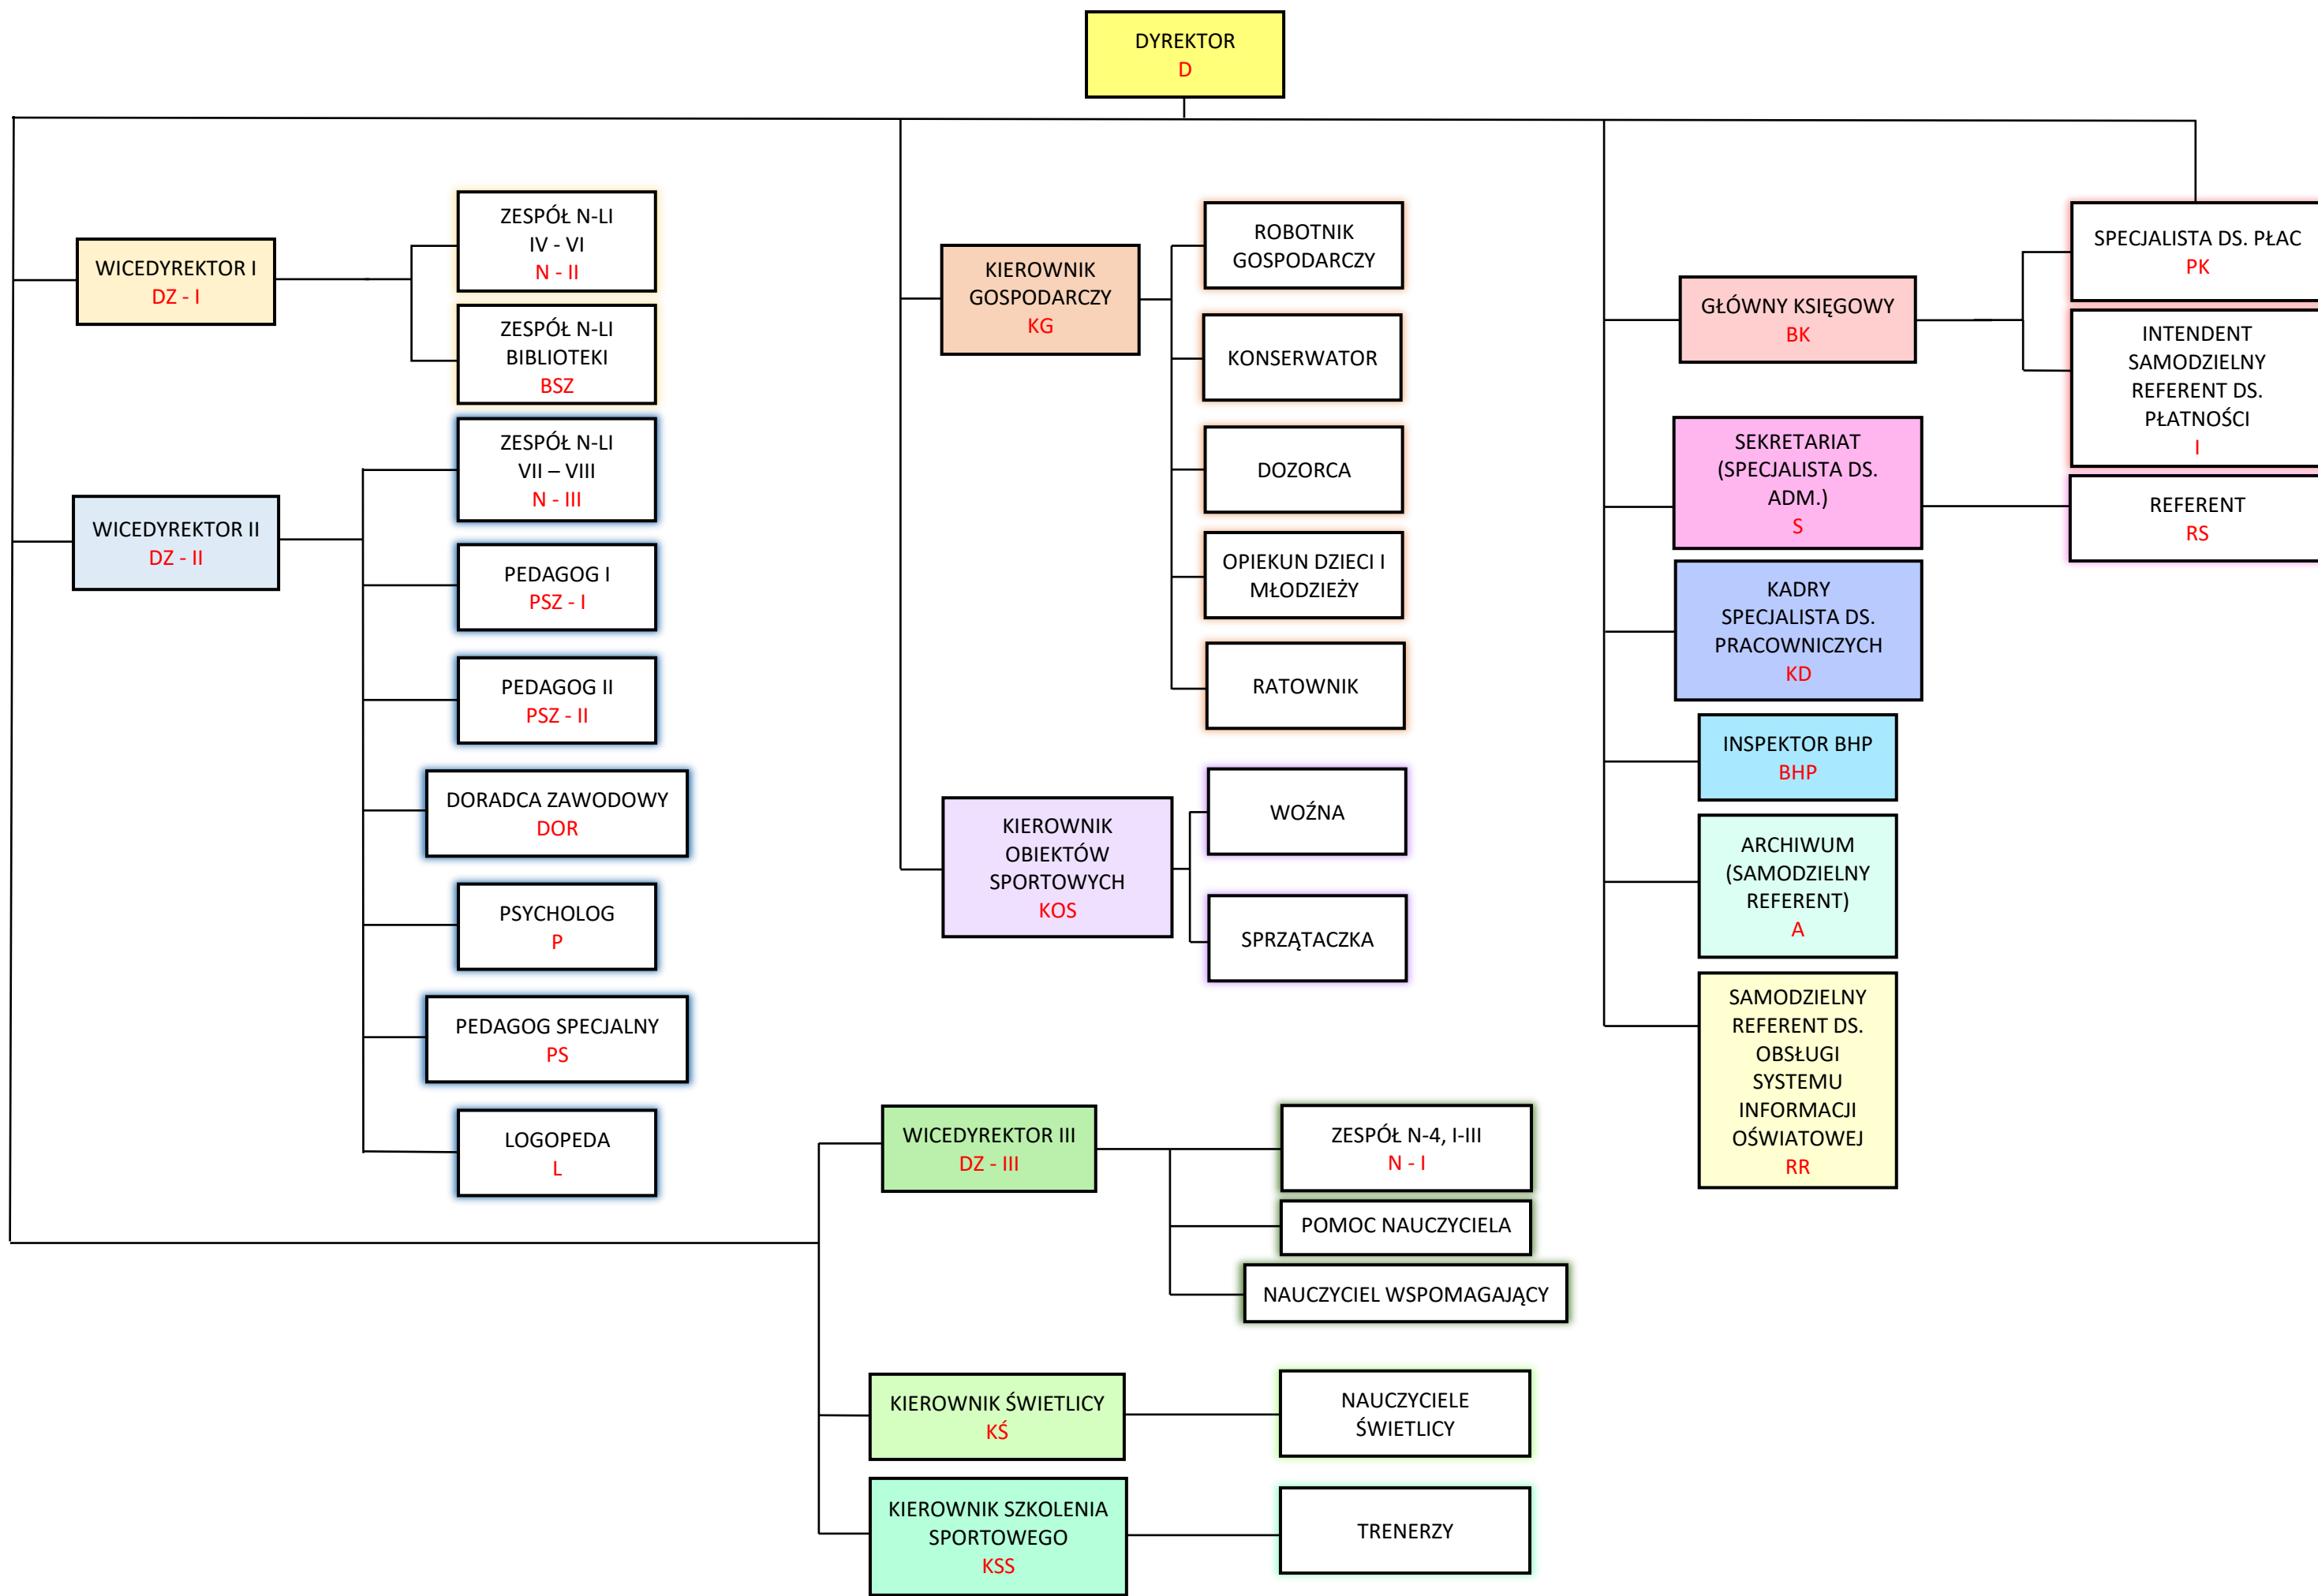 DYREKTOR
D
WICEDYREKTOR I
DZ - I
ZESPÓŁ N-LI
IV - VI
N - II
ZESPÓŁ N-LI
BIBLIOTEKI
BSZ
WICEDYREKTOR II
DZ - II
ZESPÓŁ N-LI
VII – VIII
N - III
PEDAGOG I
PSZ - I
PEDAGOG II
PSZ - II
DORADCA ZAWODOWY
DOR
PSYCHOLOG
P
PEDAGOG SPECJALNY
PS
LOGOPEDA
L
KIEROWNIK
GOSPODARCZY
KG
ROBOTNIK
GOSPODARCZY
KONSERWATOR
DOZORCA
OPIEKUN DZIECI I
MŁODZIEŻY
RATOWNIK
KIEROWNIK
OBIEKTÓW
SPORTOWYCH
KOS
WOŹNA
SPRZĄTACZKA
GŁÓWNY KSIĘGOWY
BK
SPECJALISTA DS. PŁAC
PK
INTENDENT
SAMODZIELNY
REFERENT DS.
PŁATNOŚCI
I
SEKRETARIAT
(SPECJALISTA DS.
ADM.)
S
REFERENT
RS
KADRY
SPECJALISTA DS.
PRACOWNICZYCH
KD
INSPEKTOR BHP
BHP
ARCHIWUM
(SAMODZIELNY
REFERENT)
A
SAMODZIELNY
REFERENT DS.
OBSŁUGI
SYSTEMU
INFORMACJI
OŚWIATOWEJ
RR
WICEDYREKTOR III
DZ - III
ZESPÓŁ N-4, I-III
N - I
POMOC NAUCZYCIELA
NAUCZYCIEL WSPOMAGAJĄCY
KIEROWNIK ŚWIETLICY
KŚ
NAUCZYCIELE
ŚWIETLICY
KIEROWNIK SZKOLENIA
SPORTOWEGO
KSS
TRENERZY